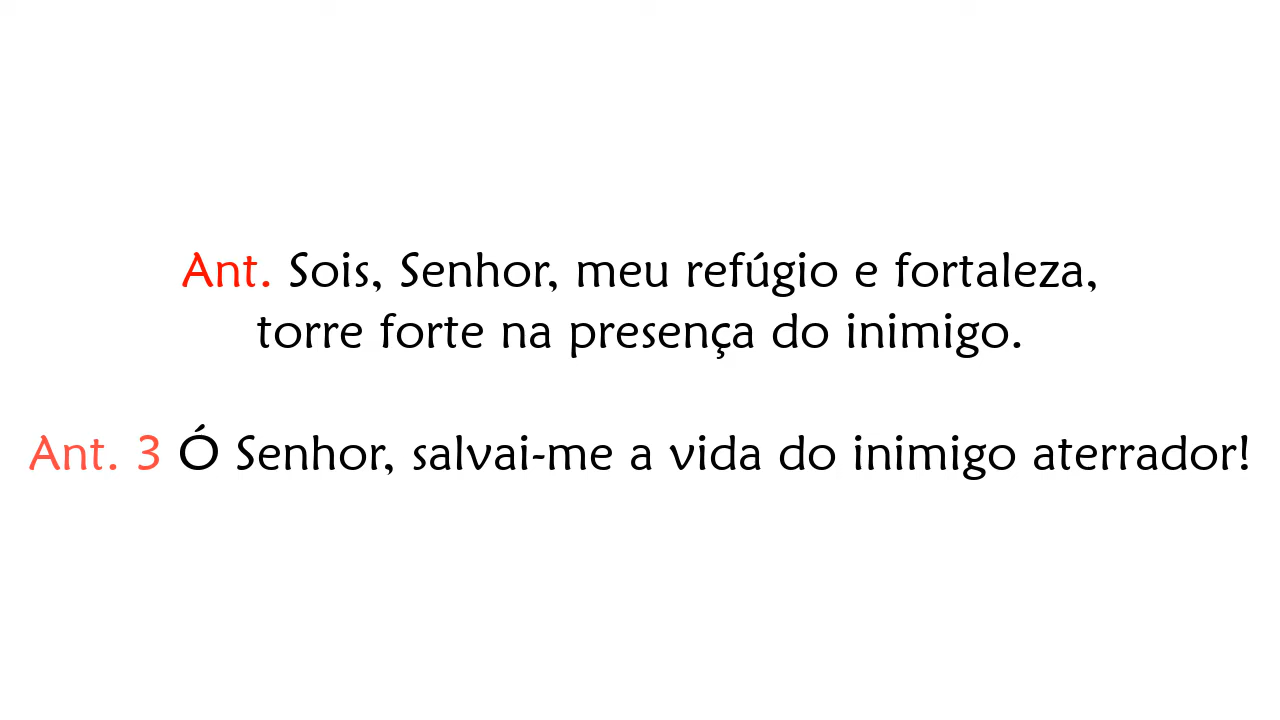 Ant. Sois, Senhor, meu refúgio e fortaleza,
torre forte na presença do inimigo.
Ant. 3 Ó Senhor, salvai-me a vida do inimigo aterrador!